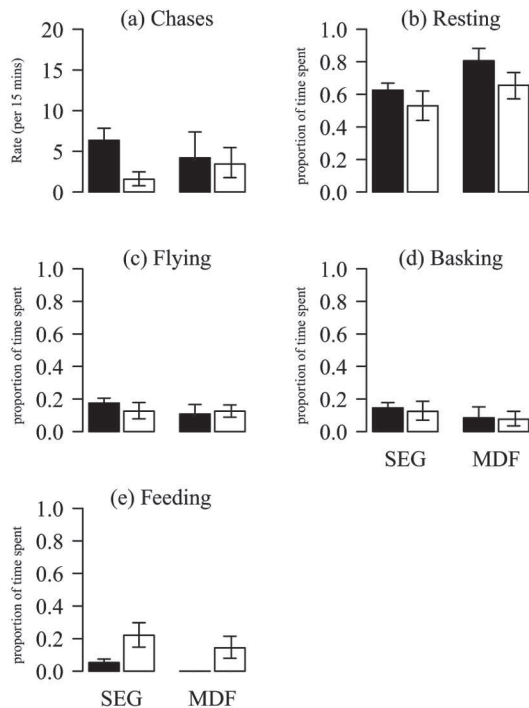 (a) Chases
Rate (per 15 mins)
20
15
10
5
0
(b) Resting
proportion of time spent
1.0
0.8
0.6
0.4
0.2
0.0
(c) Flying
proportion of time spent
1.0
0.8
0.6
0.4
0.2
0.0
(d) Basking
proportion of time spent
1.0
0.8
0.6
0.4
0.2
0.0
SEG MDF
(e) Feeding
proportion of time spent
1.0
0.8
0.6
0.4
0.2
0.0
SEG MDF